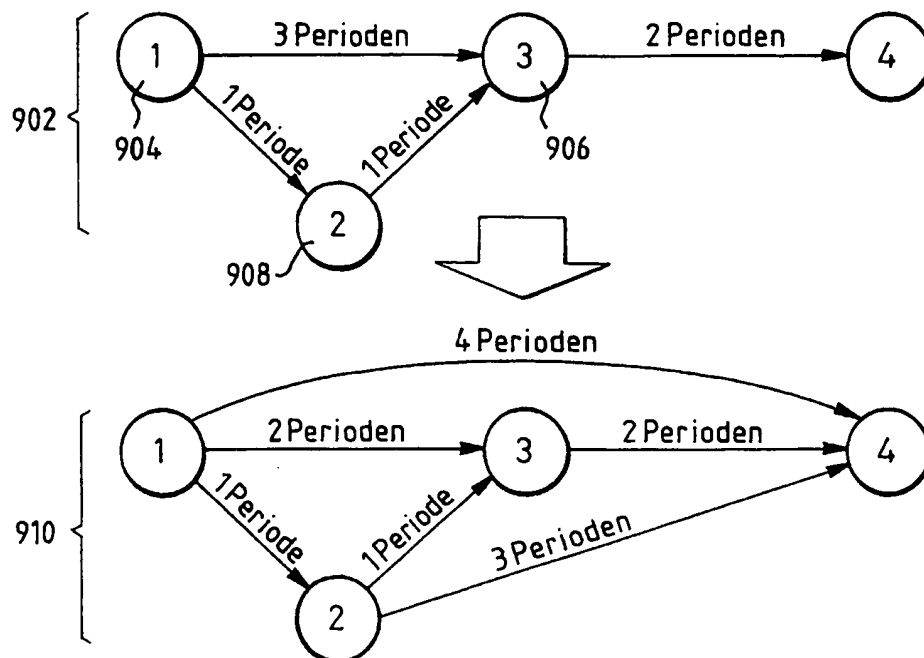 1
3 Perioden
3
2 Perioden
4
902
904
1 Periode
1 Periode
906
2
908
4 Perioden
1
2 Perioden
3
2 Perioden
4
910
1 Periode
1 Periode
3 Perioden
2